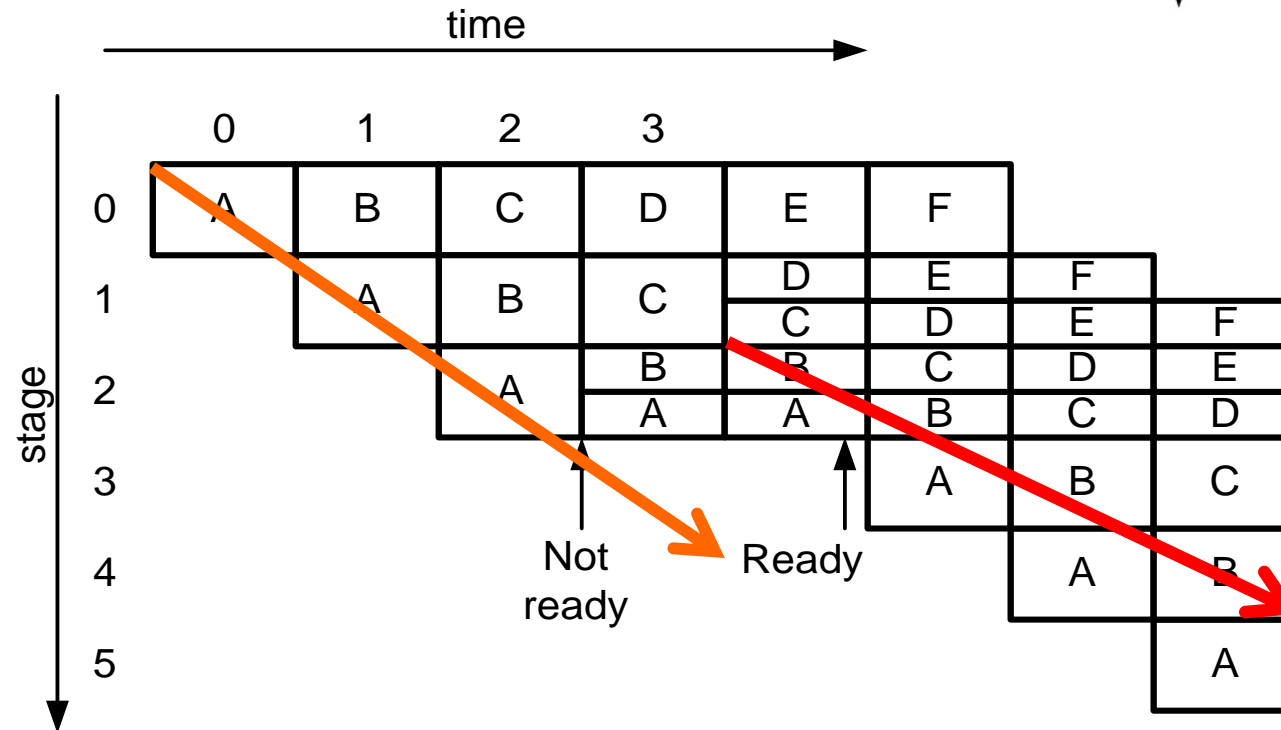 time
0 1 2 3
0 A B C D E F
D E F
1 A B C
C D E F
B B C D E
2 A
A A B C D
stage
3 A B C
Not
ready
Ready
4 A B
5 A